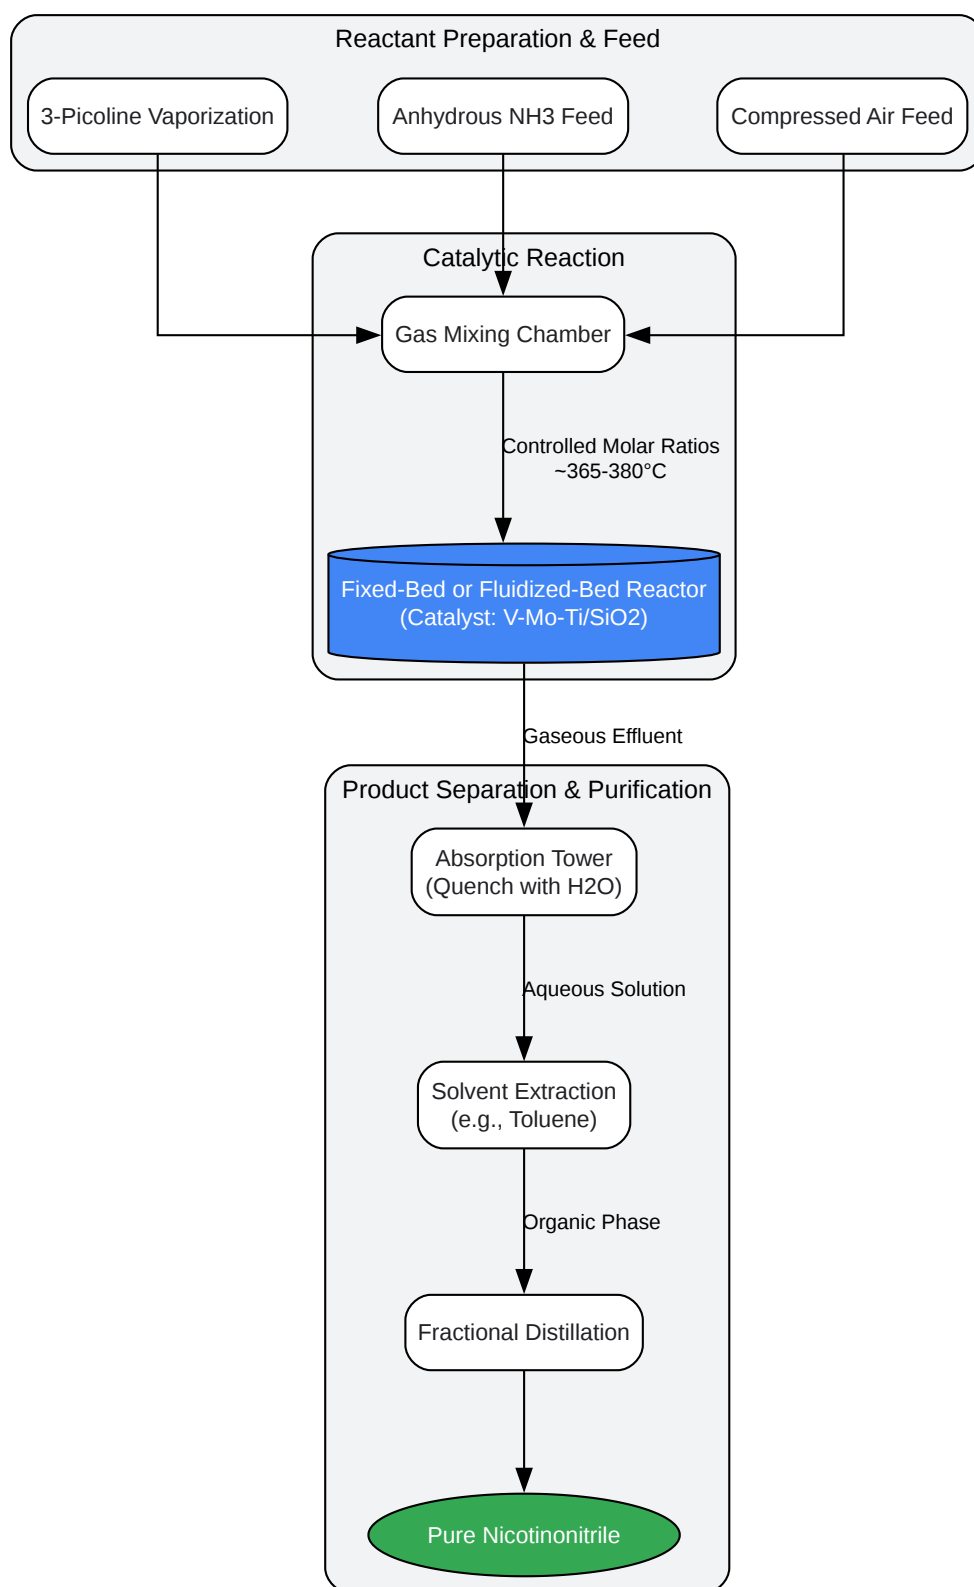 Reactant Preparation & Feed
3-Picoline Vaporization
Anhydrous NH3 Feed
Compressed Air Feed
Catalytic Reaction
Gas Mixing Chamber
Controlled Molar Ratios
~365-380°C
Fixed-Bed or Fluidized-Bed Reactor
(Catalyst: V-Mo-Ti/SiO2)
Gaseous Effluent
Product Separation & Purification
Absorption Tower
(Quench with H2O)
Aqueous Solution
Solvent Extraction
(e.g., Toluene)
Organic Phase
Fractional Distillation
Pure Nicotinonitrile